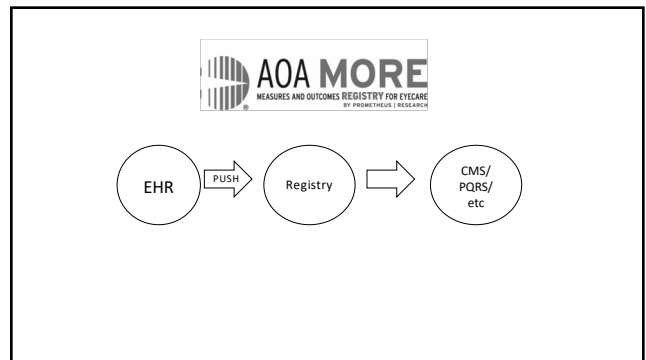 AOA MORE
MEASURES AND OUTCOMES REGISTRY FOR EYECARE
BY PROMETHEUS | RESEARCH
EHR
PUSH
Registry
CMS/
PQRS/
etc